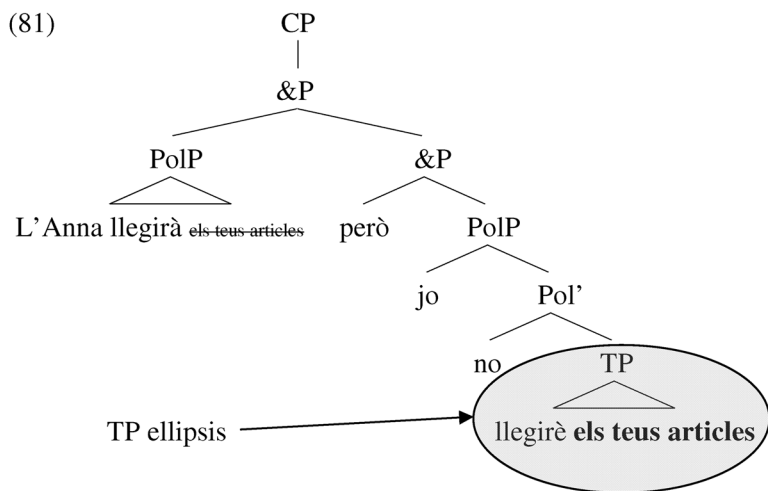 (81) CP
&P
PolP &P
L’Anna llegirà els teus articles però PolP
jo Pol’
no TP
TP ellipsis llegirè els teus articles